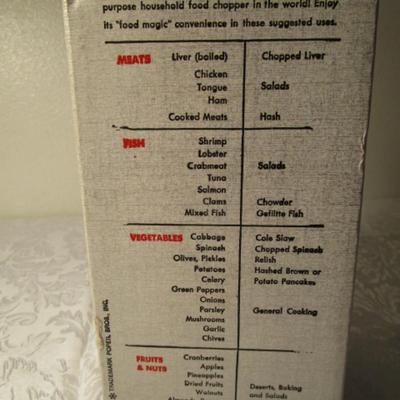 purpose household food chopper in the world! Enjoy
its "food magic" convenience in these suggested uses.
MEATS Liver (boiled) Chopped Liver
Chicken
Tongue Salads
Ham
Cooked Meats Hash
FISH Shrimp
Lobster
Crabmeat Salads
Tuna
Salmon
Clams Chowder
Mixed Fish Gefilite Fish
VEGETABLES Cabbage Cole Slaw
Spinach Chopped Spinach
Olives, Pickles Relish
Potatoes Hashed Brown or
Celery Potato Pancakes
Green Peppers
Onions
Parsley General Cooking
Mushrooms
Garlic
Chives
FRUITS Cranberries
& NUTS Apples
Pineapples
Dried Fruits Deserts, Baking
Walnuts and Salads
TRADEMARK POPEIL BROS., INC.